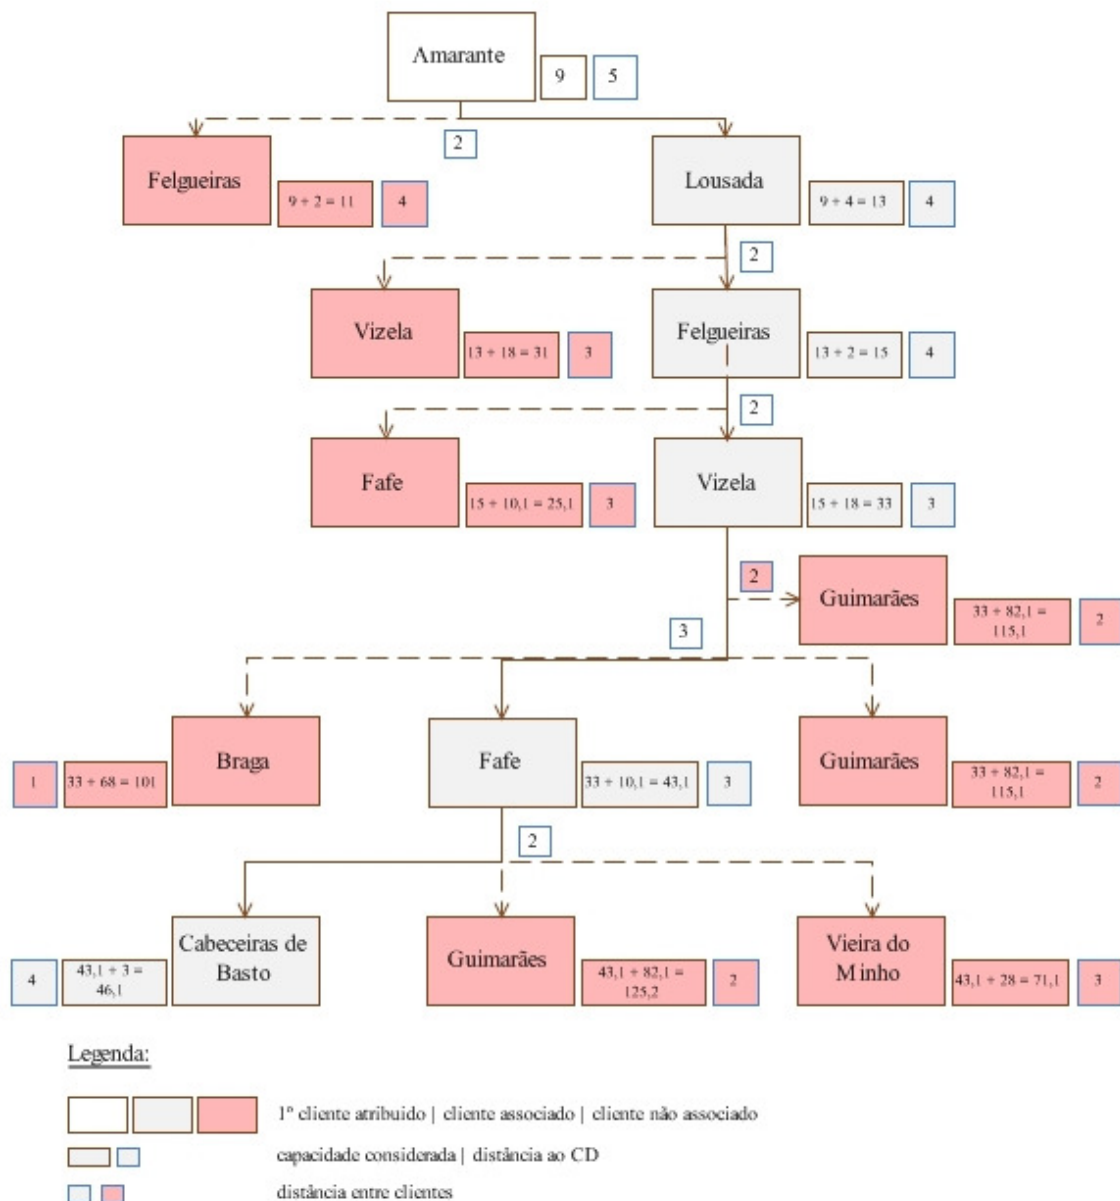 Amarante
9
5
2
Felgueiras
9 + 2 = 11
4
Lousada
9 + 4 = 13
4
2
Vizela
13 + 18 = 31
3
Felgueiras
13 + 2 = 15
4
2
Fafe
15 + 10,1 = 25,1
3
Vizela
15 + 18 = 33
3
2
Guimarães
33 + 82,1 =
115,1
2
3
1
33 + 68 = 101
Braga
Fafe
33 + 10,1 = 43,1
3
Guimarães
33 + 82,1 =
115,1
2
2
4
43,1 + 3 =
46,1
Cabeceiras de
Basto
Guimarães
43,1 + 82,1 =
125,2
2
Vieira do
Minho
43,1 + 28 = 71,1
3
Legenda:
1º cliente atribuido | cliente associado | cliente não associado
capacidade considerada | distância ao CD
distância entre clientes